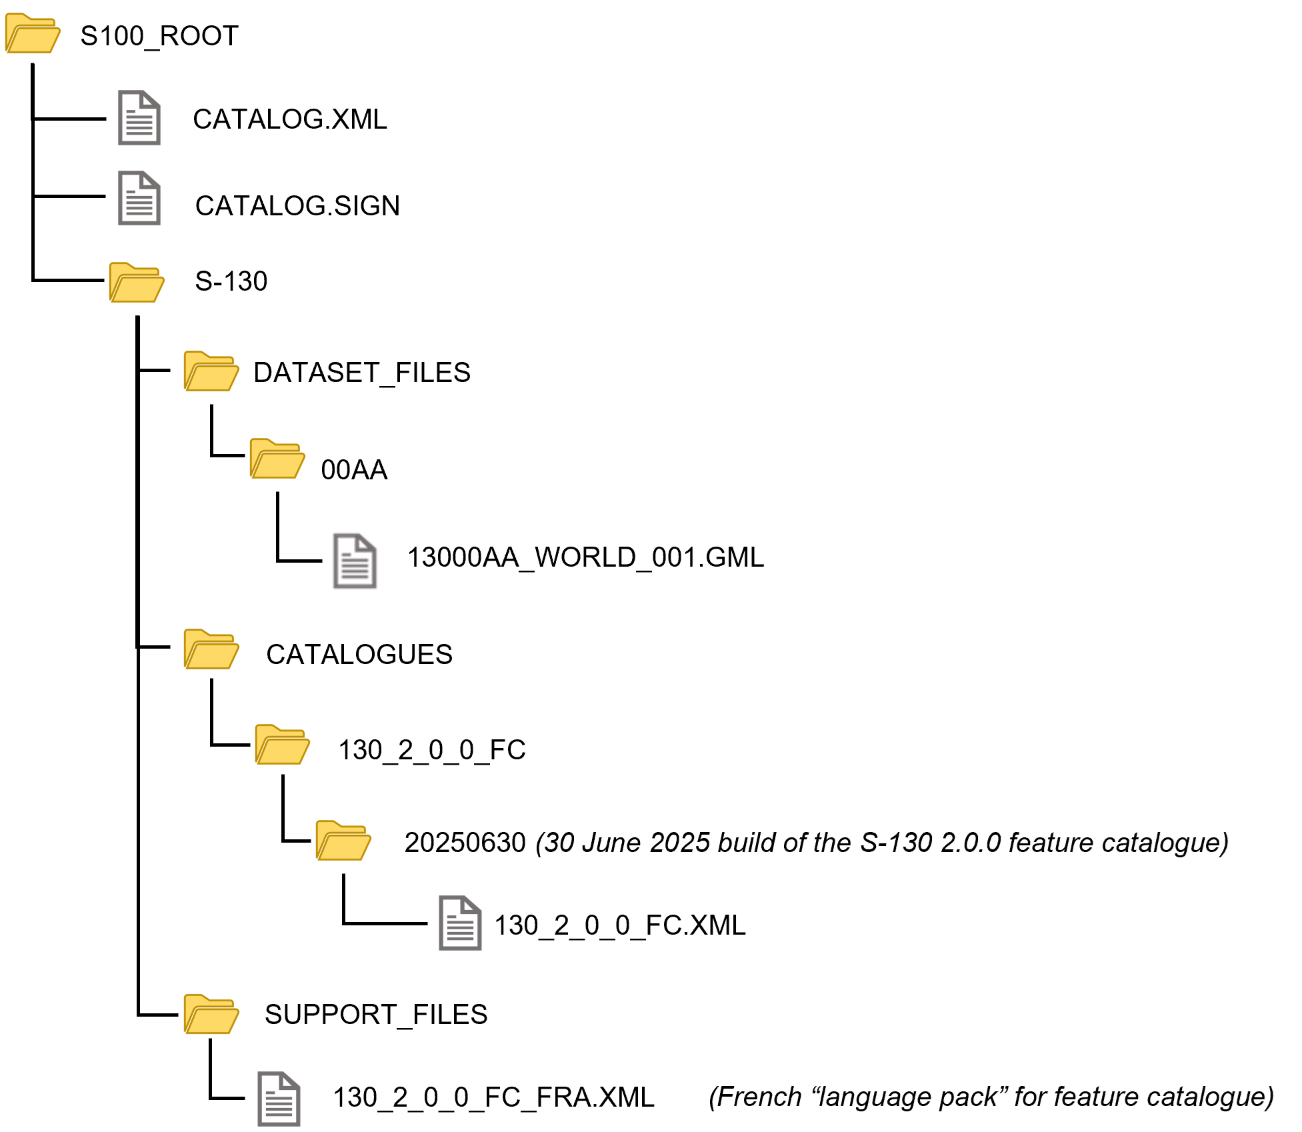 S100_ROOT
CATALOG.XML
CATALOG.SIGN
S-130
DATASET_FILES
00AA
13000AA_WORLD_001.GML
CATALOGUES
130_2_0_0_FC
20250630 (30 June 2025 build of the S-130 2.0.0 feature catalogue)
130_2_0_0_FC.XML
SUPPORT_FILES
130_2_0_0_FC_FRA.XML (French “language pack” for feature catalogue)